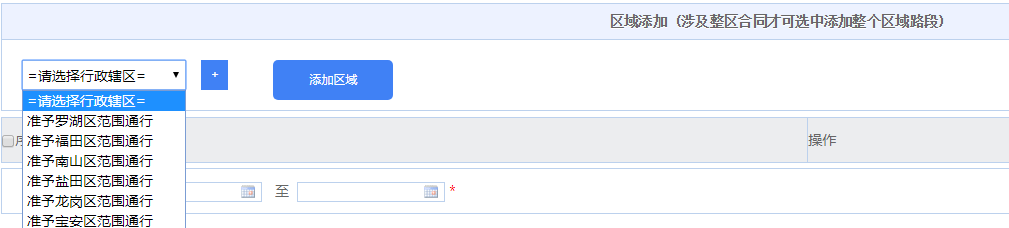 区域添加（涉及整区合同才可选中添加整个区域路段）
=请选择行政辖区=
+
添加区域
=请选择行政辖区=
准予罗湖区范围通行
准予福田区范围通行
准予南山区范围通行
准予盐田区范围通行
准予龙岗区范围通行
准予宝安区范围通行
操作
至
*